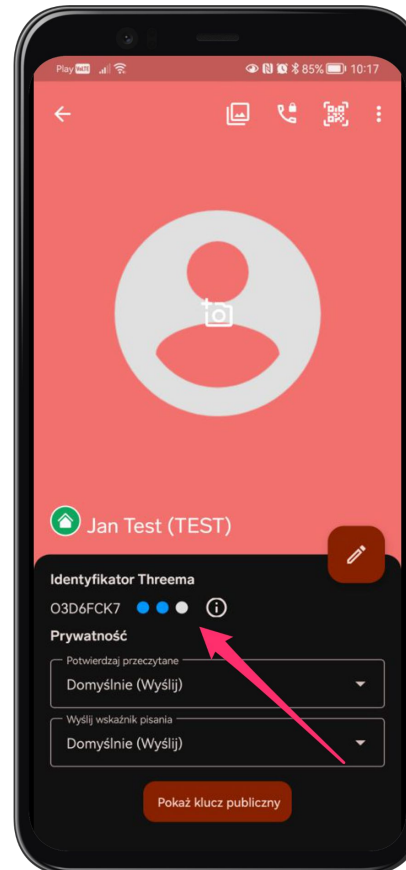 Play VoLTE 85% 10:17
Jan Test (TEST)
Identyfikator Threema
O3D6FCK7
Prywatność
Potwierdzaj przeczytane
Domyślnie (Wyślij)
Wyślij wskaźnik pisania
Domyślnie (Wyślij)
Pokaż klucz publiczny